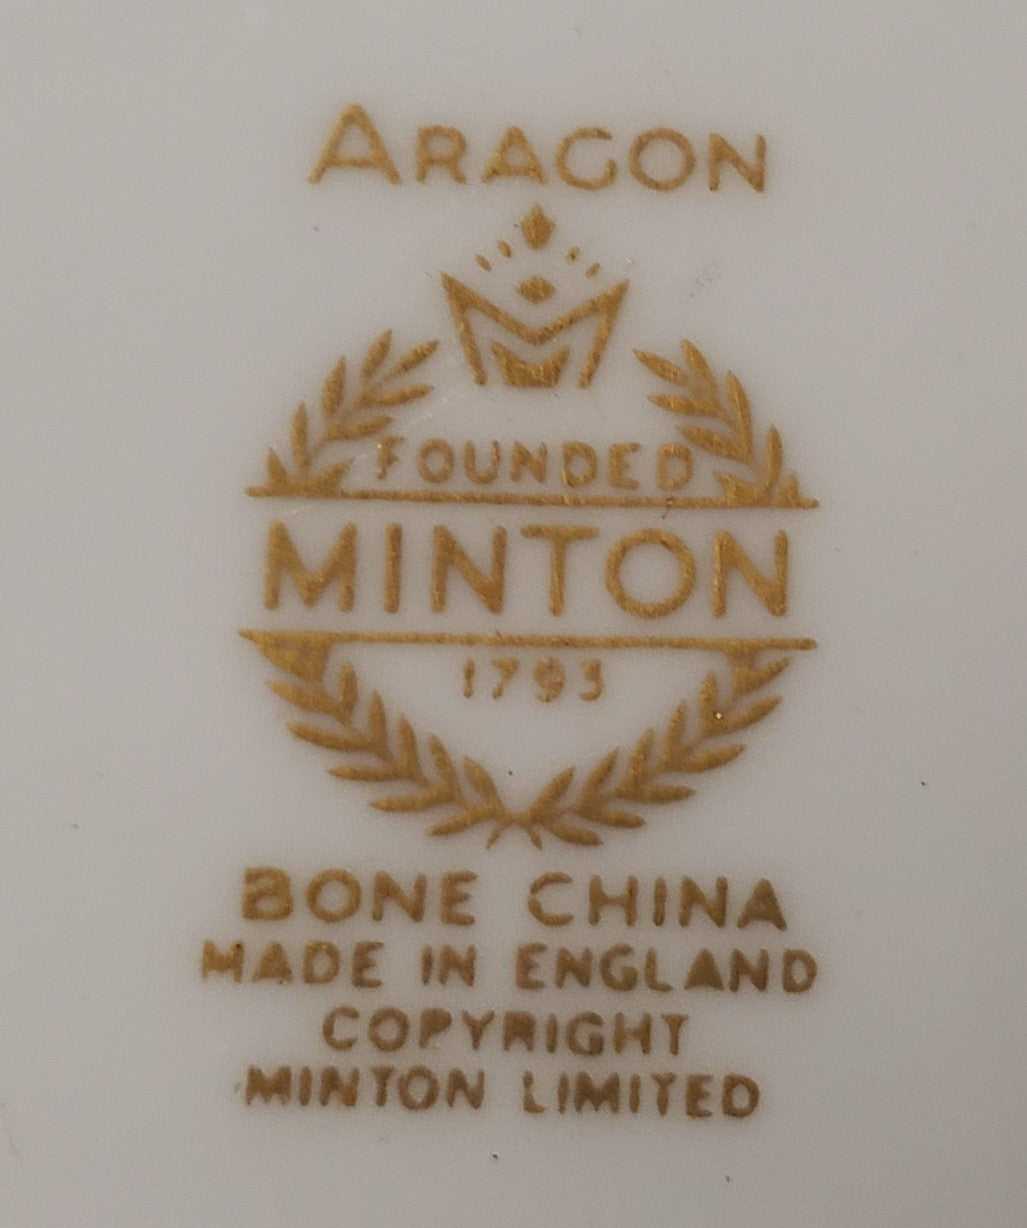 ARAGON
FOUNDED
MINTON
1793
BONE CHINA
MADE IN ENGLAND
COPYRIGHT
MINTON LIMITED